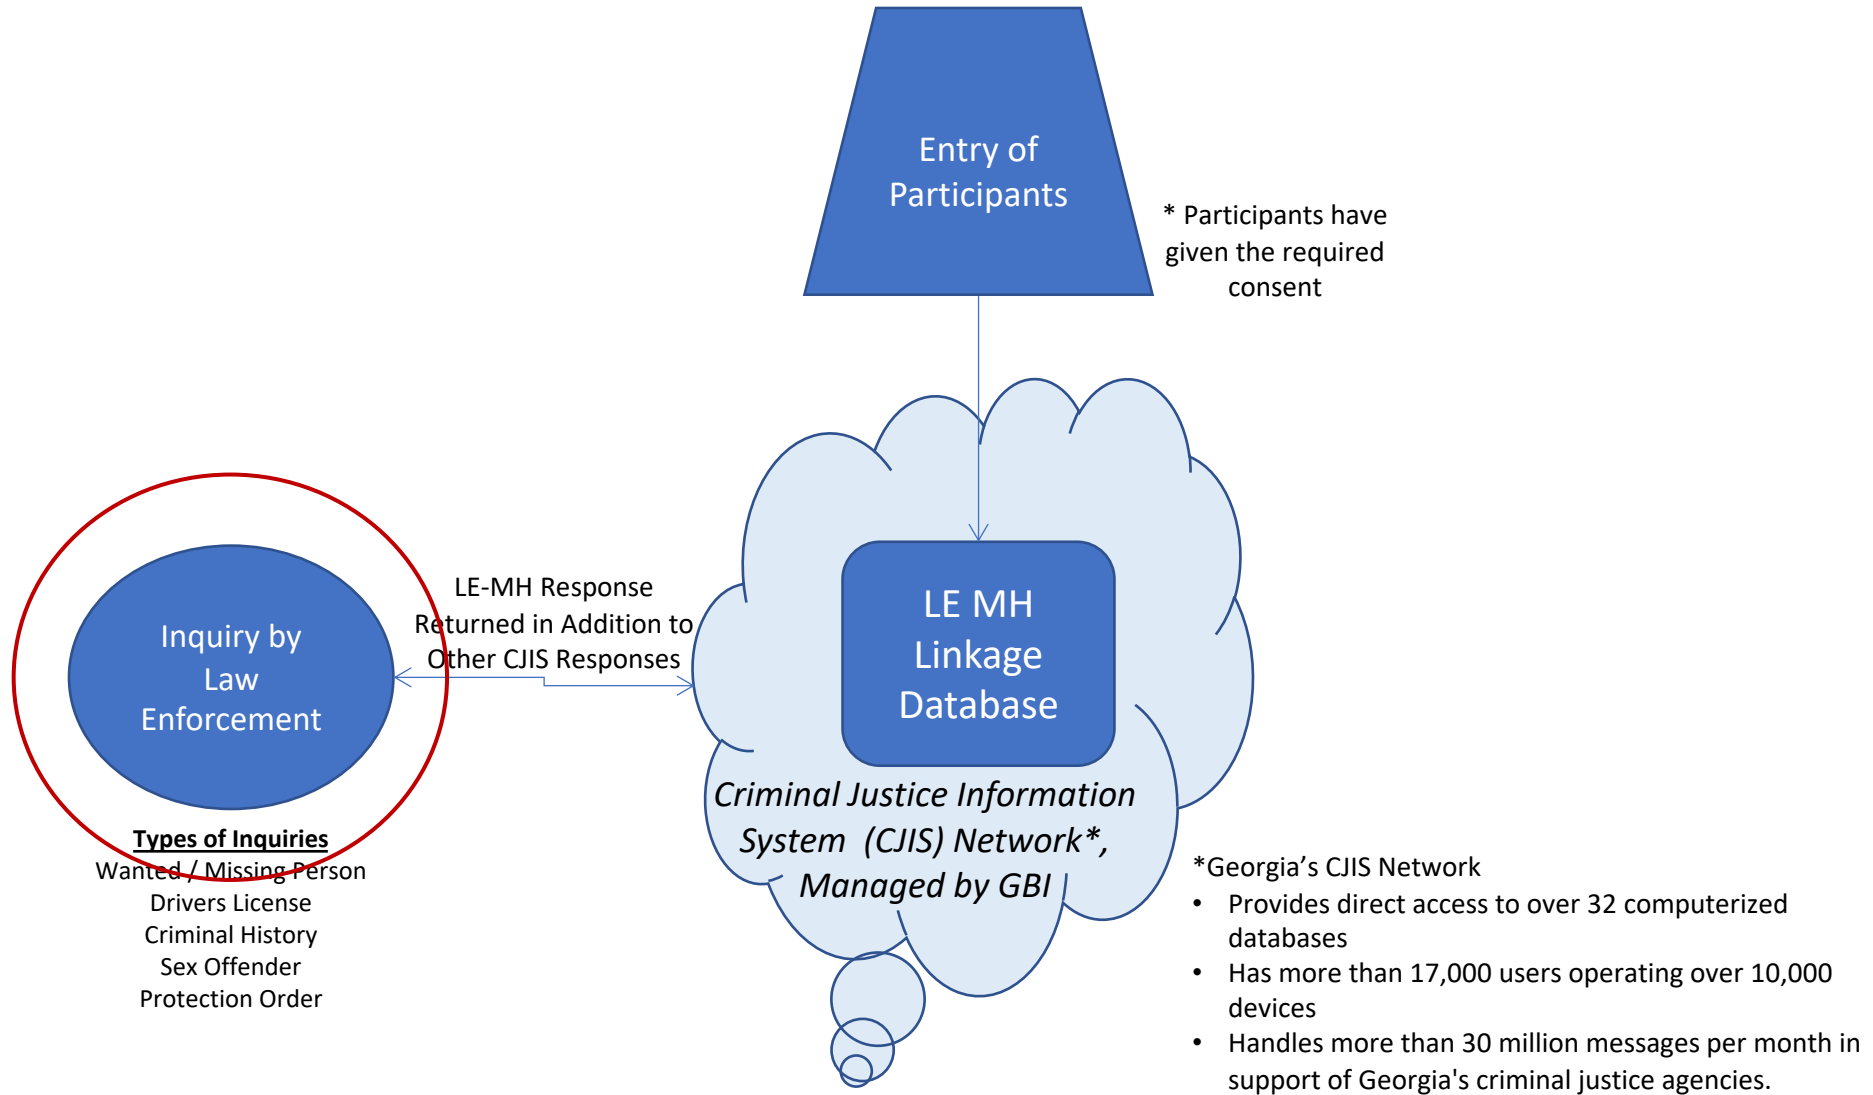 Entry of
Participants
* Participants have
given the required
consent
LE-MH Response
Returned in Addition to
Other CJIS Responses
Inquiry by
Law
Enforcement
LE MH
Linkage
Database
Criminal Justice Information
System  (CJIS) Network*,
Managed by GBI
Types of Inquiries
Wanted / Missing Person
Drivers License
Criminal History
Sex Offender
Protection Order
*Georgia’s CJIS Network
• Provides direct access to over 32 computerized
databases
• Has more than 17,000 users operating over 10,000
devices
• Handles more than 30 million messages per month in
support of Georgia's criminal justice agencies.